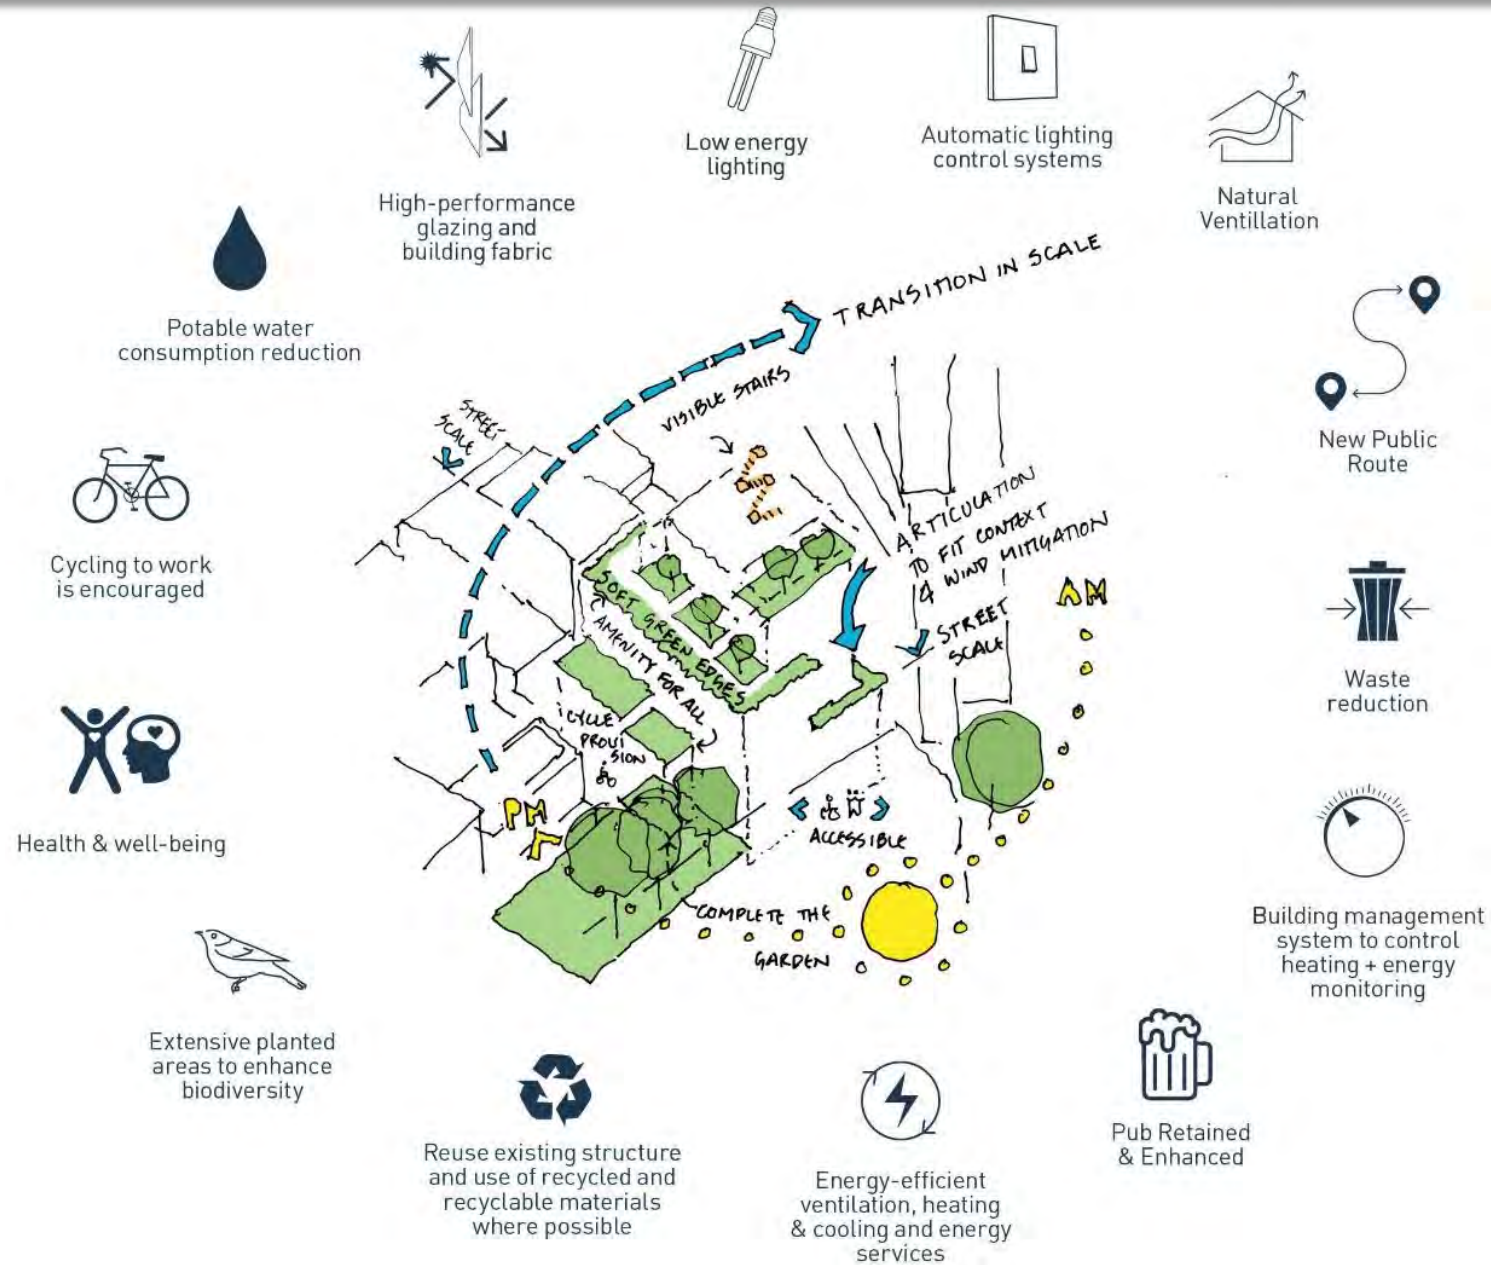 Low energy
lighting
Automatic lighting
control systems
Natural
Ventillation
High-performance
glazing and
building fabric
Potable water
consumption reduction
New Public
Route
Cycling to work
is encouraged
Waste
reduction
Health & well-being
Building management
system to control
heating + energy
monitoring
Extensive planted
areas to enhance
biodiversity
Pub Retained
& Enhanced
Reuse existing structure
and use of recycled and
recyclable materials
where possible
Energy-efficient
ventilation, heating
& cooling and energy
services
TRANSITION IN SCALE
VISIBLE STAIRS
STREET
SCALE
ARTICULATION
TO FIT CONTEXT
& WIND MITIGATION
STREET
SCALE
AM
SOFT GREEN EDGES
AMENITY FOR ALL
CYCLE
PROVI
SION
PM
ACCESSIBLE
COMPLETE THE
GARDEN